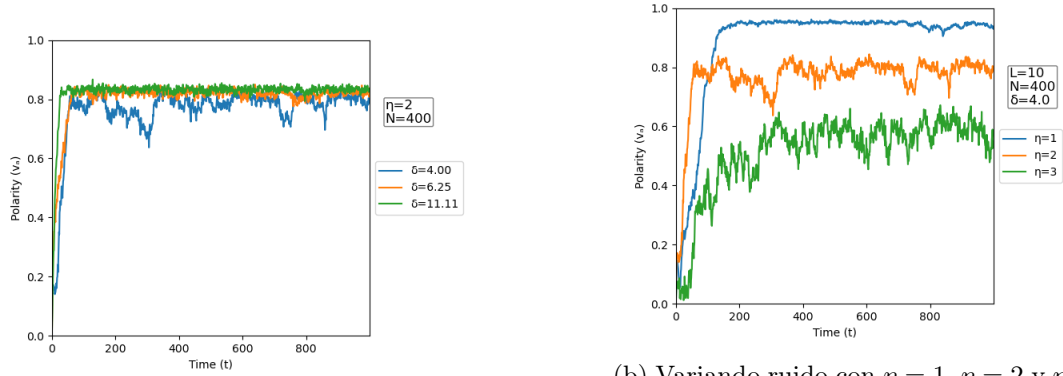 1.0
0.8
0.6
0.4
0.2
0.0
Polarity (vₐ)
0
200
400
600
800
Time (t)
η=2
N=400
δ=4.00
δ=6.25
δ=11.11
1.0
0.8
0.6
0.4
0.2
0.0
Polarity (vₐ)
0
200
400
600
800
Time (t)
L=10
N=400
δ=4.0
η=1
η=2
η=3
(b) Variando ruido con η = 1, η = 2 y